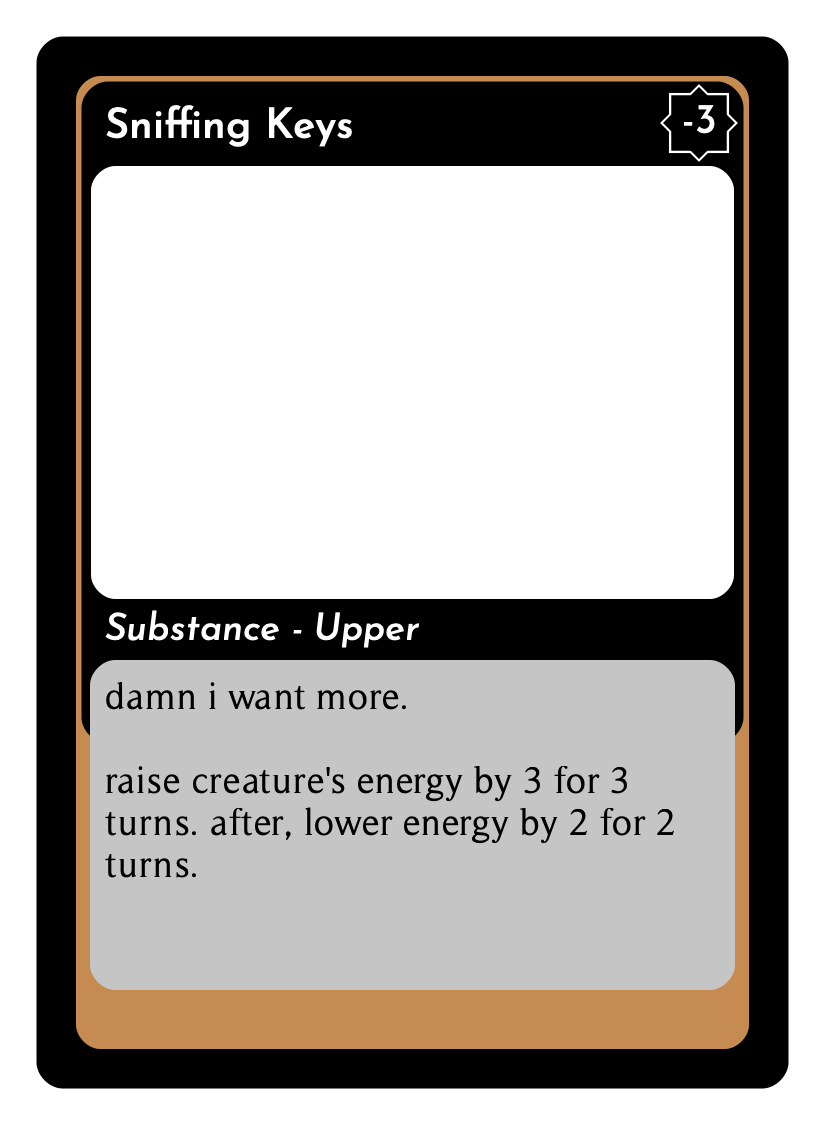 Sniffing Keys
-3
Substance - Upper
damn i want more.
raise creature's energy by 3 for 3
turns. after, lower energy by 2 for 2
turns.